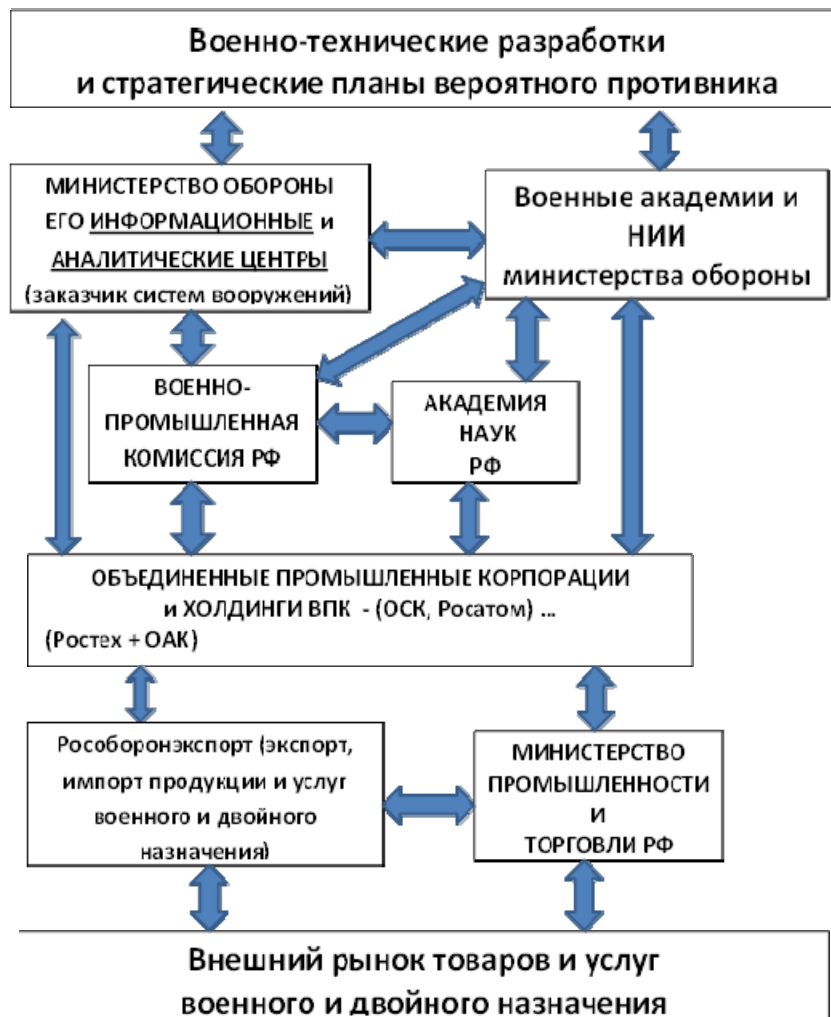 Военно-технические разработки
и стратегические планы вероятного противника
МИНИСТЕРСТВО ОБОРОНЫ
ЕГО ИНФОРМАЦИОННЫЕ и
АНАЛИТИЧЕСКИЕ ЦЕНТРЫ
(заказчик систем вооружений)
Военные академии и
НИИ
министерства обороны
ВОЕННО-
ПРОМЫШЛЕННАЯ
КОМИССИЯ РФ
АКАДЕМИЯ
НАУК
РФ
ОБЪЕДИНЕННЫЕ ПРОМЫШЛЕННЫЕ КОРПОРАЦИИ
и ХОЛДИНГИ ВПК - (ОСК, Росатом) ...
(Ростех + ОАК)
Рособоронэкспорт (экспорт,
импорт продукции и услуг
военного и двойного
назначения)
МИНИСТЕРСТВО
ПРОМЫШЛЕННОСТИ
И
ТОРГОВЛИ РФ
Внешний рынок товаров и услуг
военного и двойного назначения